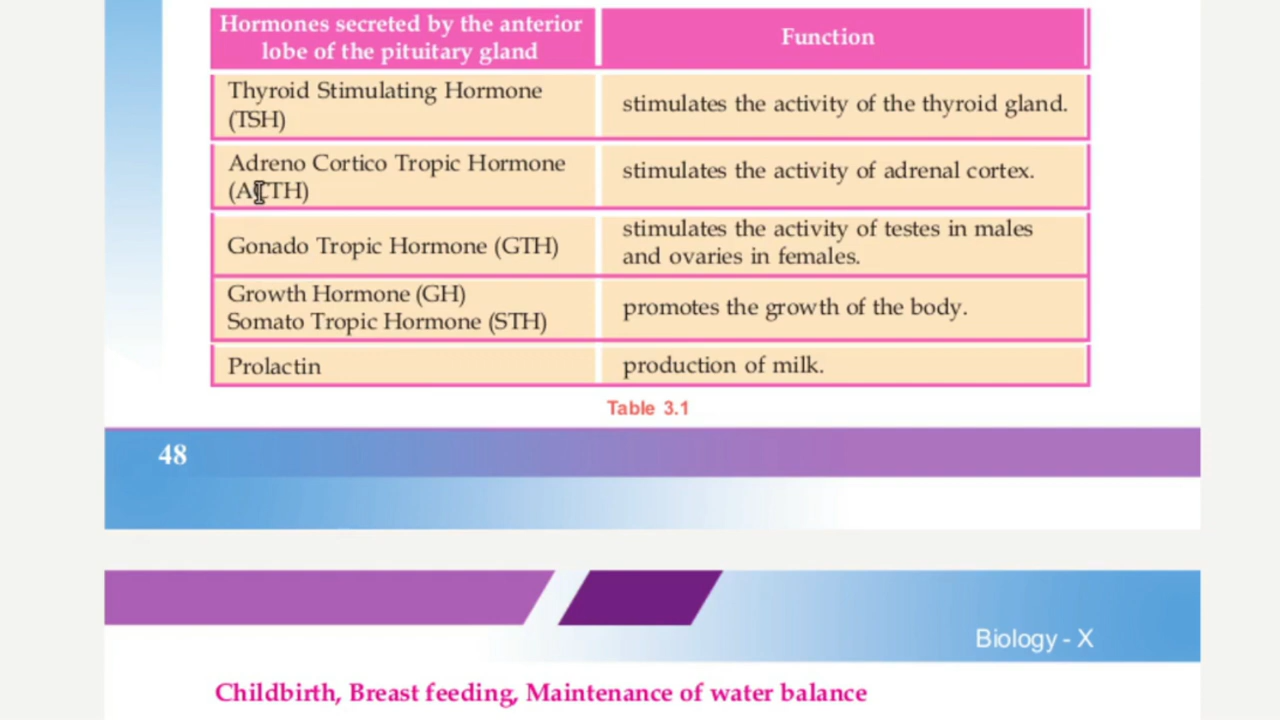 Hormones secreted by the anterior
lobe of the pituitary gland
Function
Thyroid Stimulating Hormone
(TSH)
stimulates the activity of the thyroid gland.
Adreno Cortico Tropic Hormone
(ACTH)
stimulates the activity of adrenal cortex.
Gonado Tropic Hormone (GTH)
stimulates the activity of testes in males
and ovaries in females.
Growth Hormone (GH)
Somato Tropic Hormone (STH)
promotes the growth of the body.
Prolactin
production of milk.
Table 3.1
48
Biology - X
Childbirth, Breast feeding, Maintenance of water balance